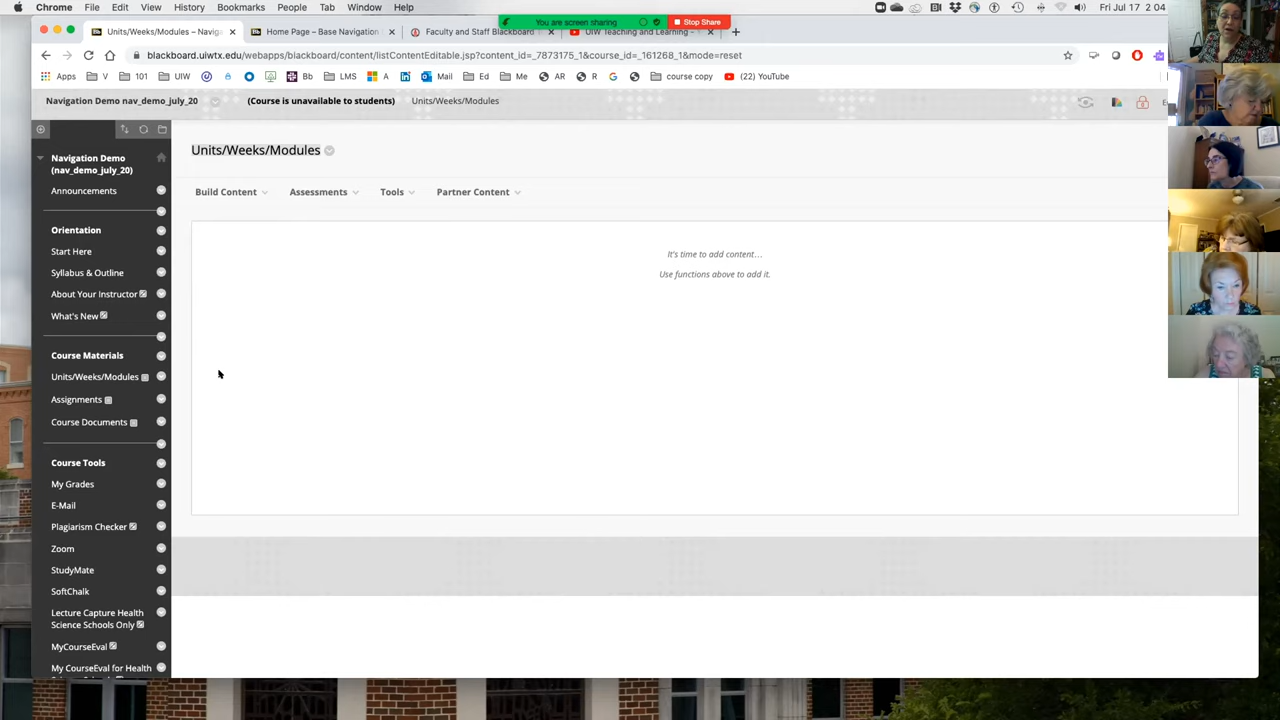 Chrome File Edit View History Bookmarks People Tab Window Help Fri Jul 17 2 04
You are screen sharing Stop Share
Units/Weeks/Modules – Navig Home Page – Base Navigation Faculty and Staff Blackboard UIW Teaching and Learning –
blackboard.uiwtx.edu/webapps/blackboard/content/listContentEditable.jsp?content_id=_7873175_1&course_id=_161268_1&mode=reset
Apps V 101 UIW Bb LMS A Mail Ed Me AR R course copy (22) YouTube
Navigation Demo nav_demo_july_20 (Course is unavailable to students) Units/Weeks/Modules
Units/Weeks/Modules
Build Content Assessments Tools Partner Content
It's time to add content...
Use functions above to add it.
Navigation Demo
(nav_demo_july_20)
Announcements
Orientation
Start Here
Syllabus & Outline
About Your Instructor
What's New
Course Materials
Units/Weeks/Modules
Assignments
Course Documents
Course Tools
My Grades
E-Mail
Plagiarism Checker
Zoom
StudyMate
SoftChalk
Lecture Capture Health
Science Schools Only
MyCourseEval
My CourseEval for Health